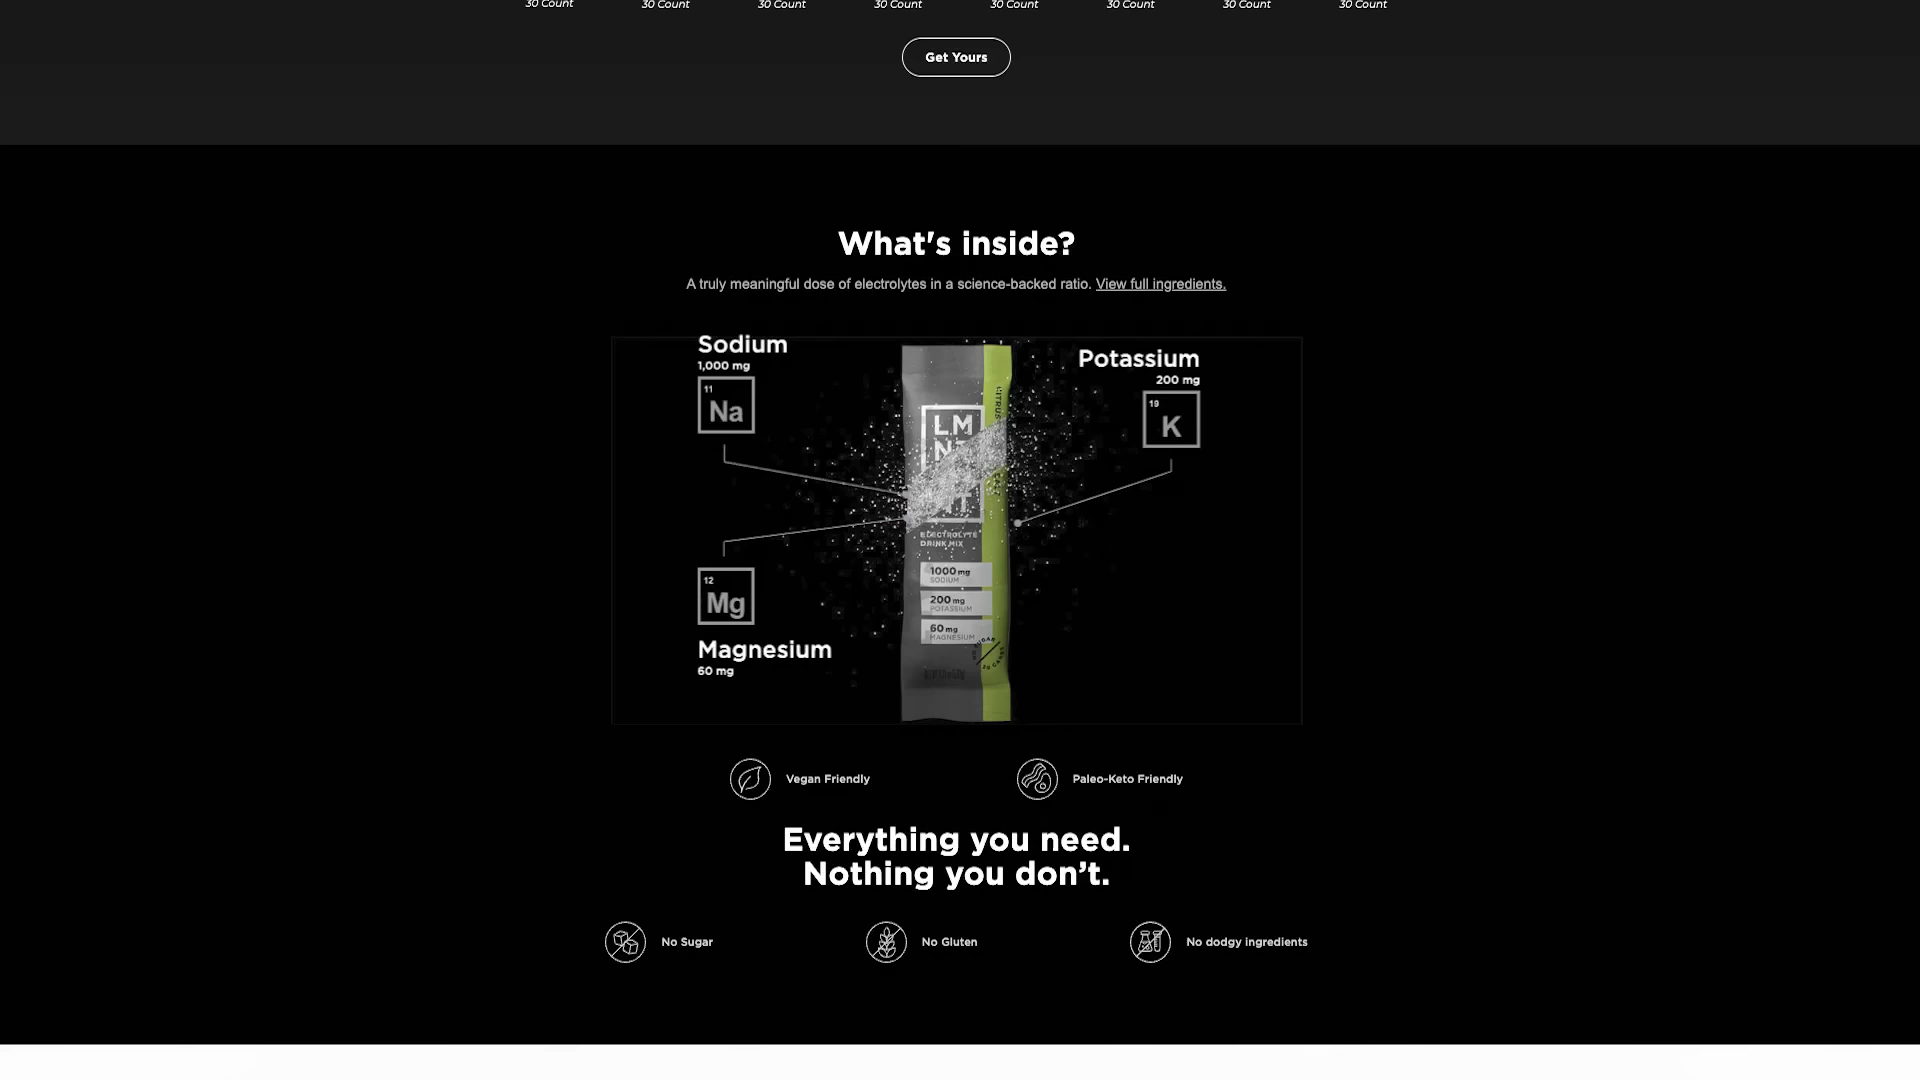 30 Count 30 Count 30 Count 30 Count 30 Count 30 Count 30 Count 30 Count
Get Yours
What's inside?
A truly meaningful dose of electrolytes in a science-backed ratio. View full ingredients.
Sodium
1,000 mg
11
Na
Potassium
200 mg
19
K
CITRUS
LM
ELECTROLYTE
DRINK MIX
1000 mg
SODIUM
200 mg
POTASSIUM
60 mg
MAGNESIUM
12
Mg
Magnesium
60 mg
Vegan Friendly
Paleo-Keto Friendly
Everything you need.
Nothing you don’t.
No Sugar
No Gluten
No dodgy ingredients